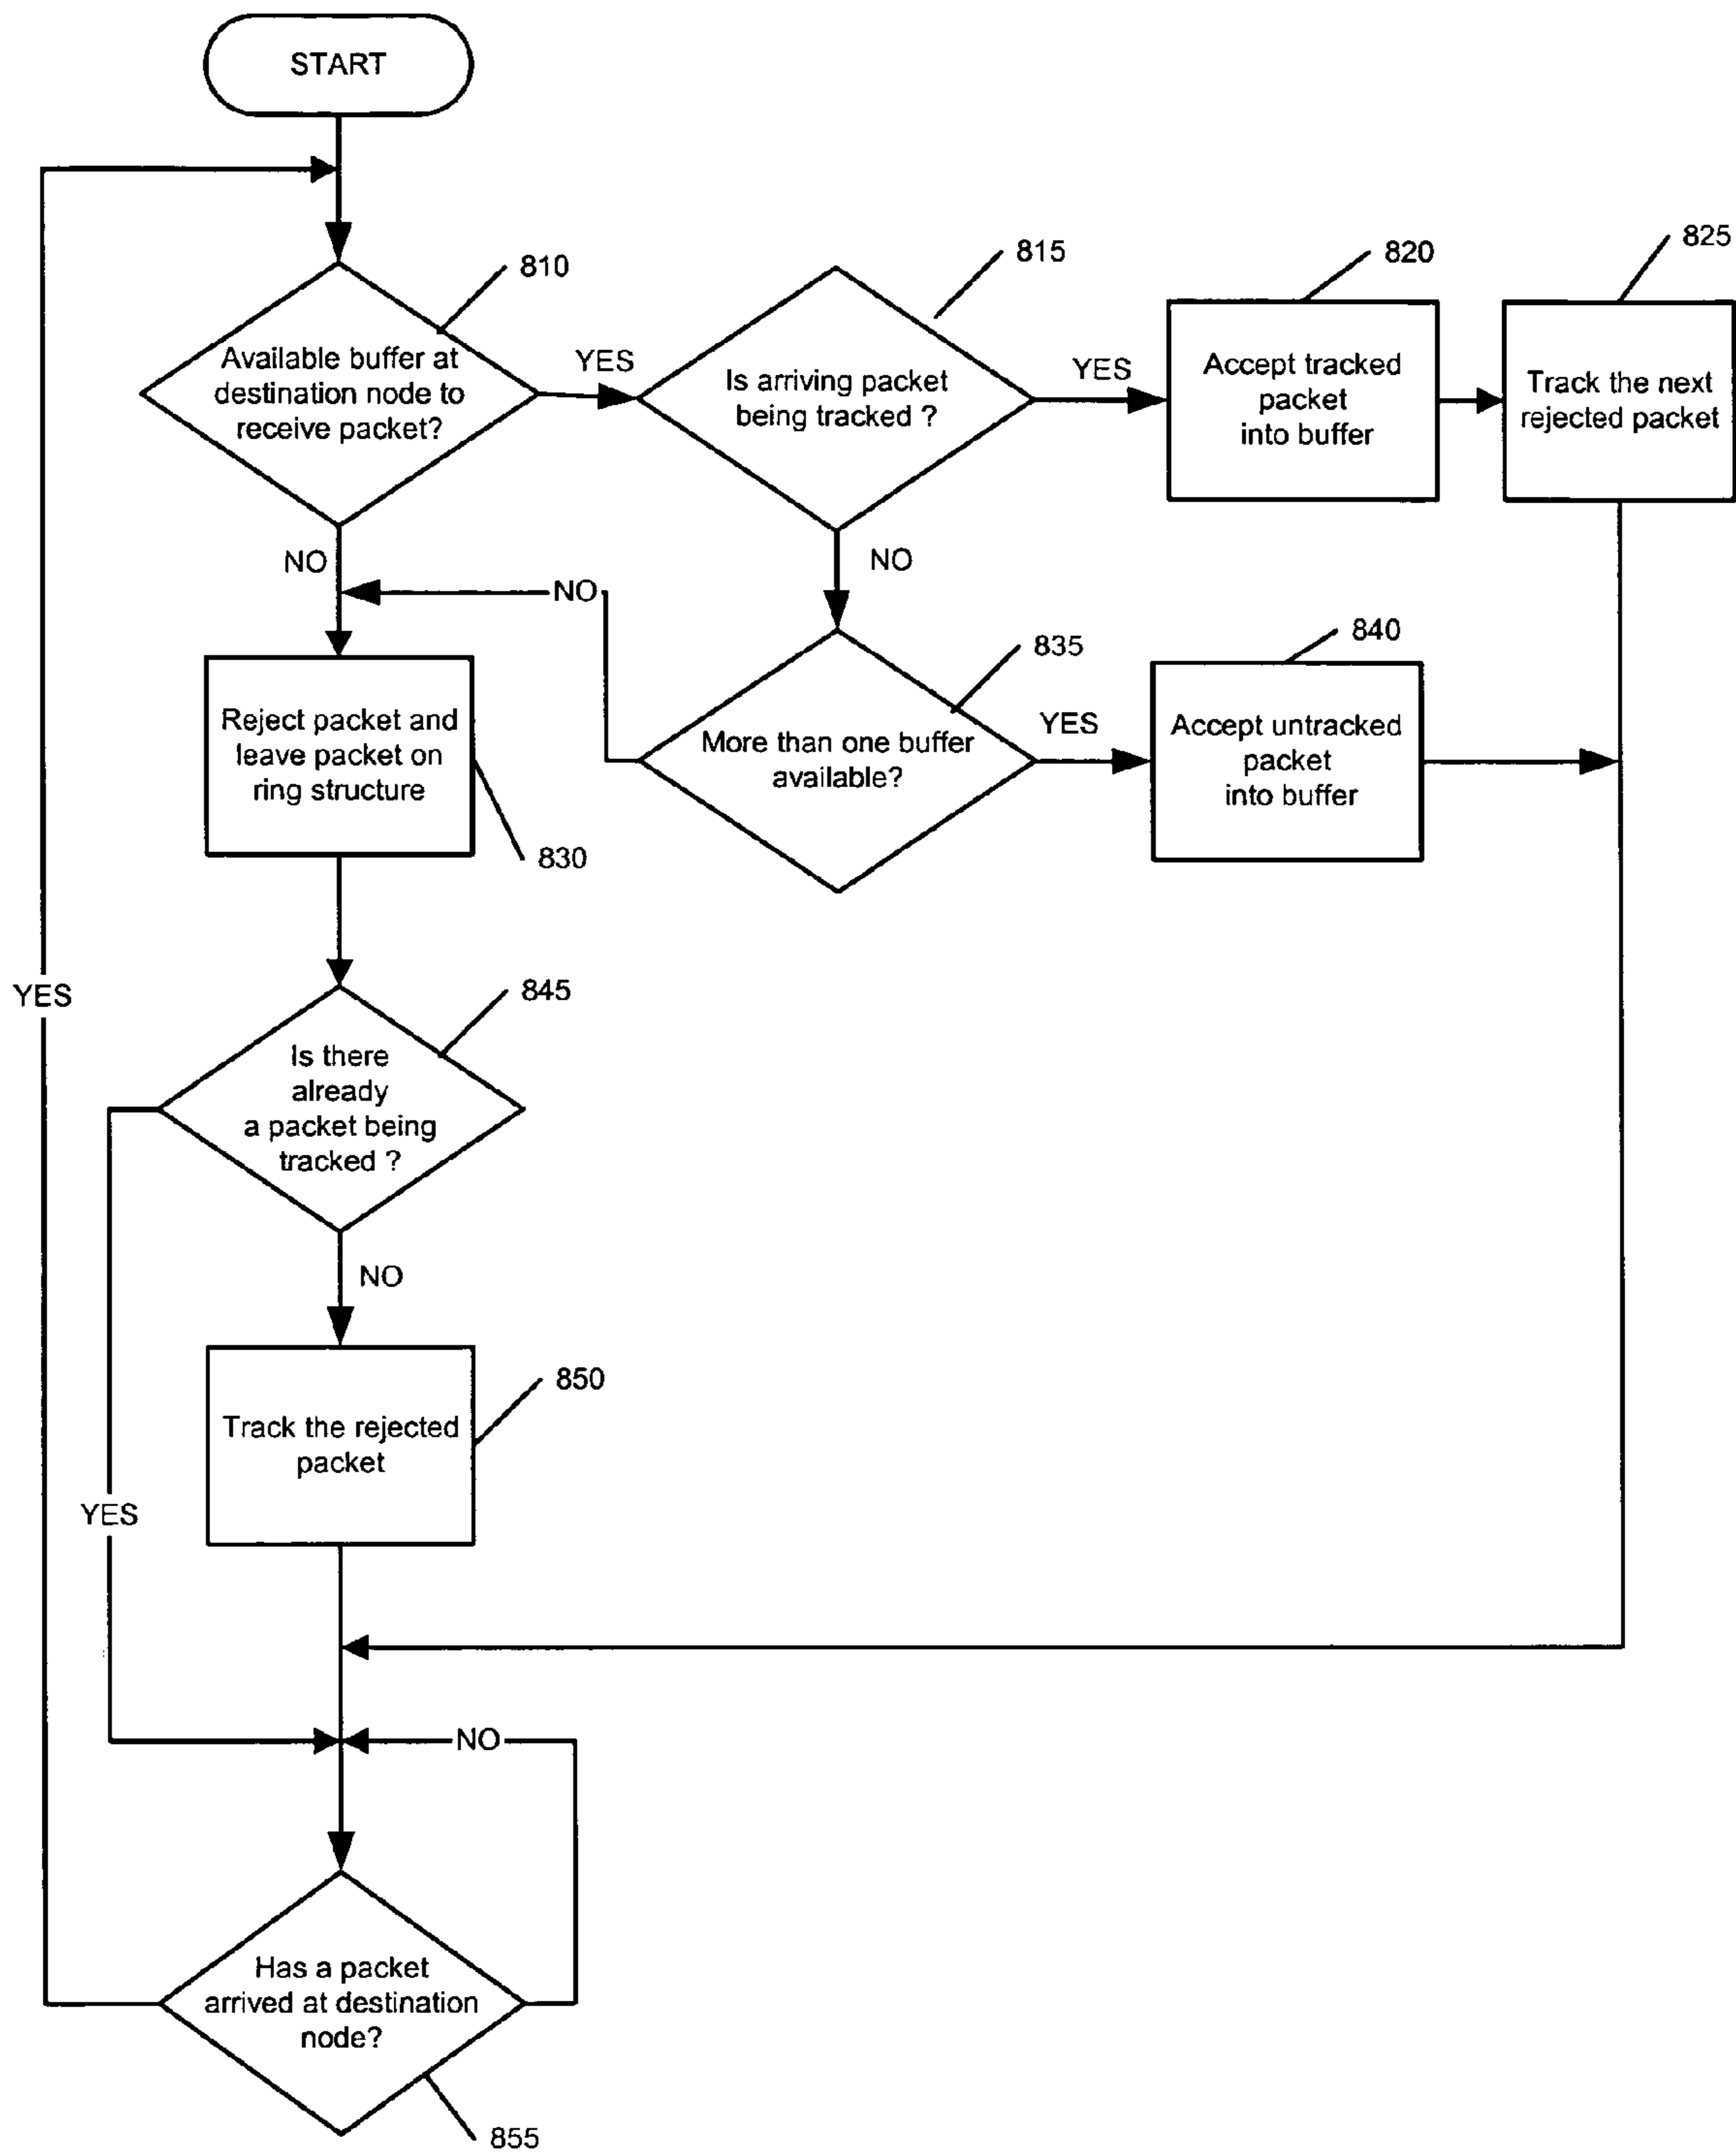 START
810
Available buffer at
destination node to
receive packet?
YES
815
Is arriving packet
being tracked ?
YES
820
Accept tracked
packet
into buffer
825
Track the next
rejected packet
NO
NO
NO
Reject packet and
leave packet on
ring structure
830
835
More than one buffer
available?
YES
840
Accept untracked
packet
into buffer
YES
845
Is there
already
a packet being
tracked ?
NO
850
Track the rejected
packet
YES
NO
Has a packet
arrived at destination
node?
855